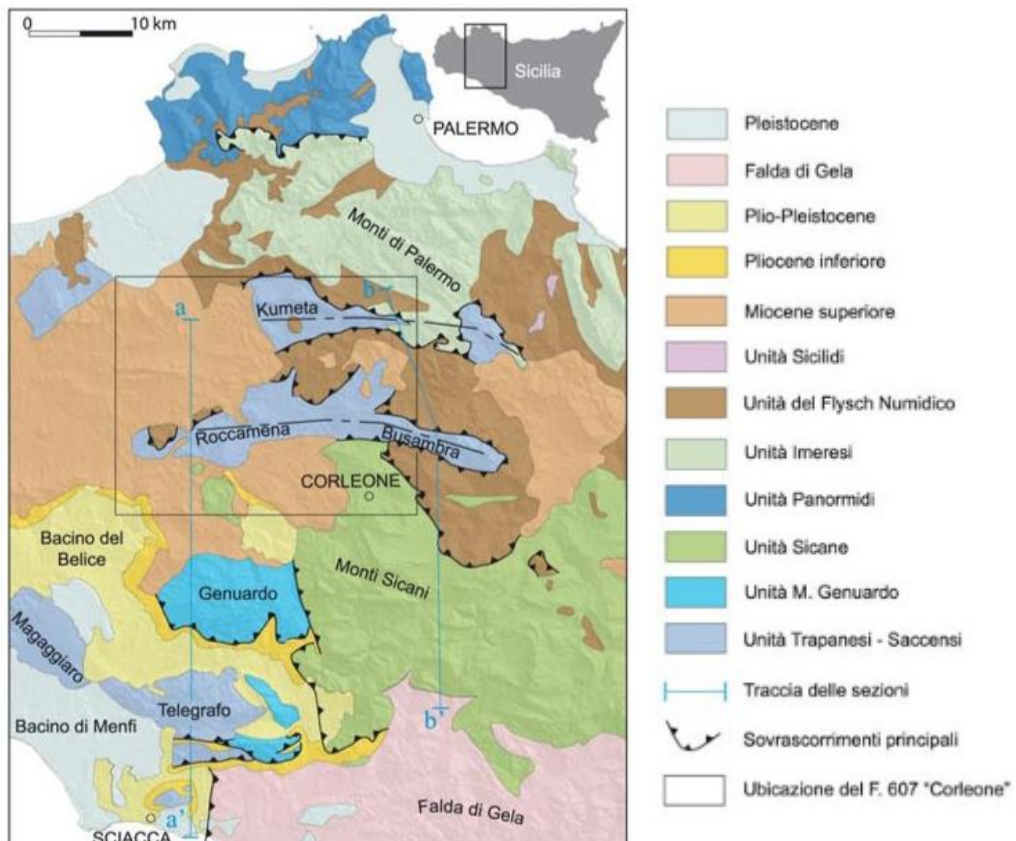 0 10 km
Sicilia
PALERMO
Monti di Palermo
a
b
Kumeta
Roccamena
Busambra
CORLEONE
Bacino del
Belice
Genuardo
Monti Sicani
Magaggiaro
Telegrafo
b'
Bacino di Menfi
Falda di Gela
a'
SCIACCA
Pleistocene
Falda di Gela
Plio-Pleistocene
Pliocene inferiore
Miocene superiore
Unità Sicilidi
Unità del Flysch Numidico
Unità Imeresi
Unità Panormidi
Unità Sicane
Unità M. Genuardo
Unità Trapanesi - Saccensi
Traccia delle sezioni
Sovrascorrimenti principali
Ubicazione del F. 607 "Corleone"